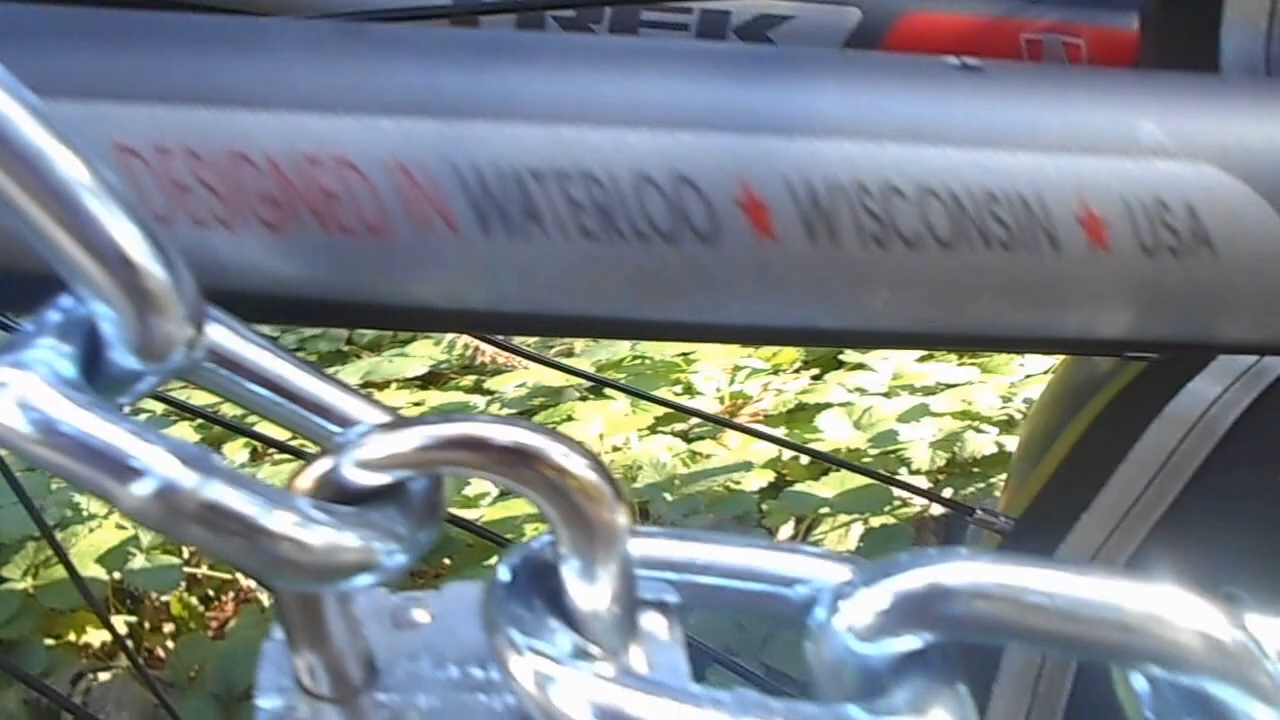 TREK
DESIGNED IN WATERLOO ★ WISCONSIN ★ USA